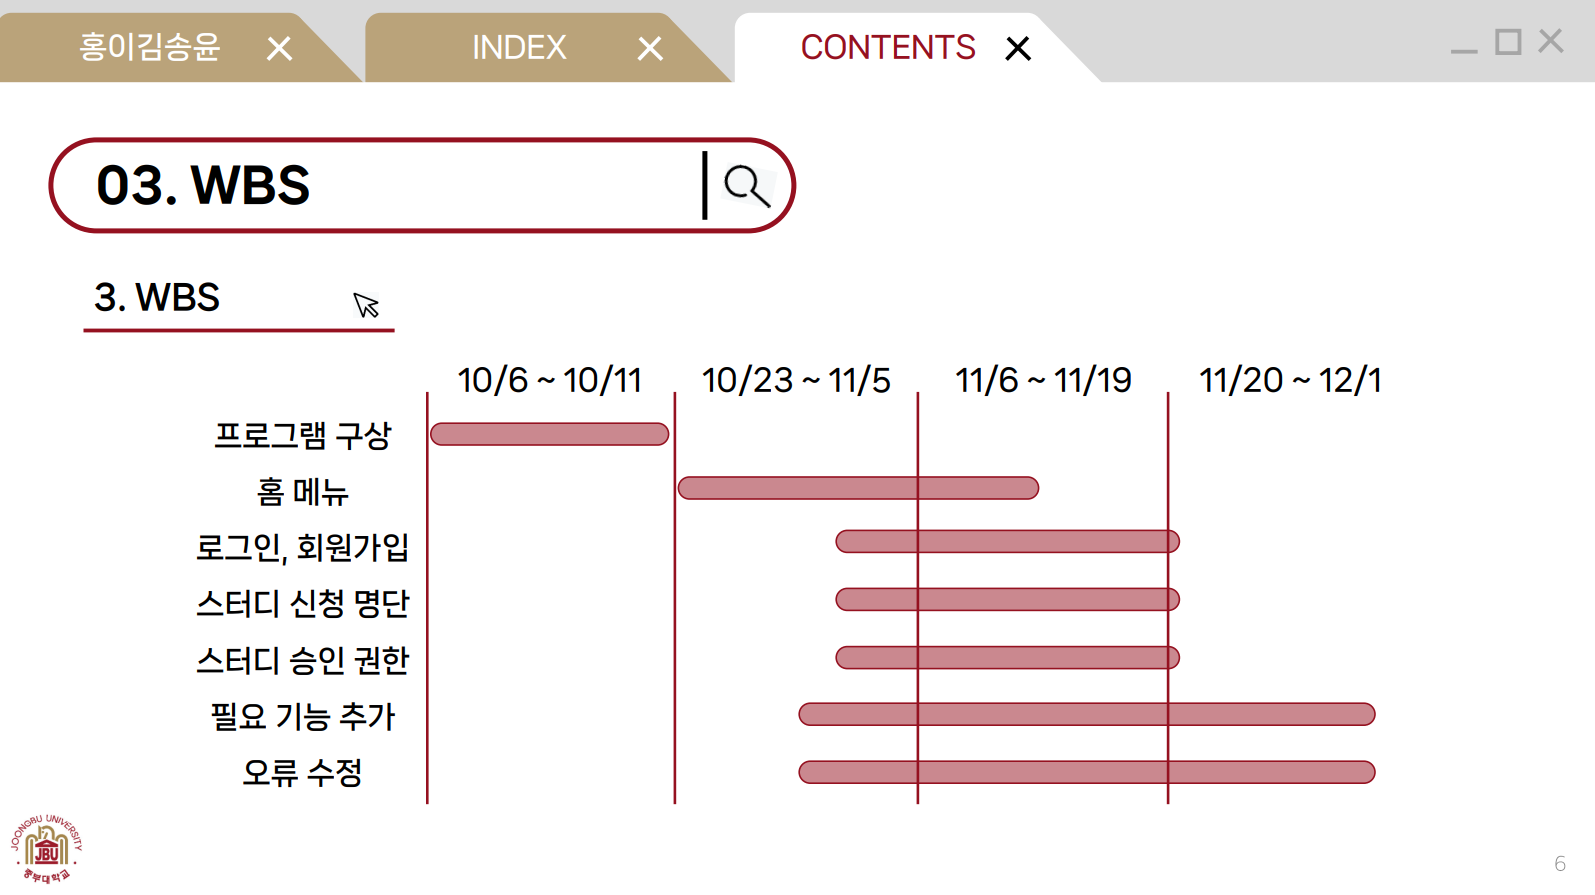 홍이김송윤
INDEX
CONTENTS
03. WBS
3. WBS
10/6 ~ 10/11
10/23 ~ 11/5
11/6 ~ 11/19
11/20 ~ 12/1
프로그램 구상
홈 메뉴
로그인, 회원가입
스터디 신청 명단
스터디 승인 권한
필요 기능 추가
오류 수정
JOONGBU UNIVERSITY
JBU
중부대학교
6